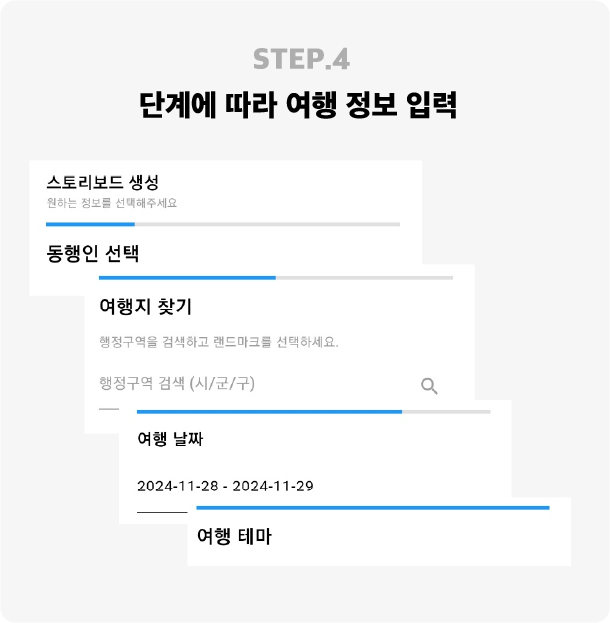 STEP.4
단계에 따라 여행 정보 입력
스토리보드 생성
원하는 정보를 선택해주세요
동행인 선택
여행지 찾기
행정구역을 검색하고 랜드마크를 선택하세요.
행정구역 검색 (시/군/구)
여행 날짜
2024-11-28 - 2024-11-29
여행 테마